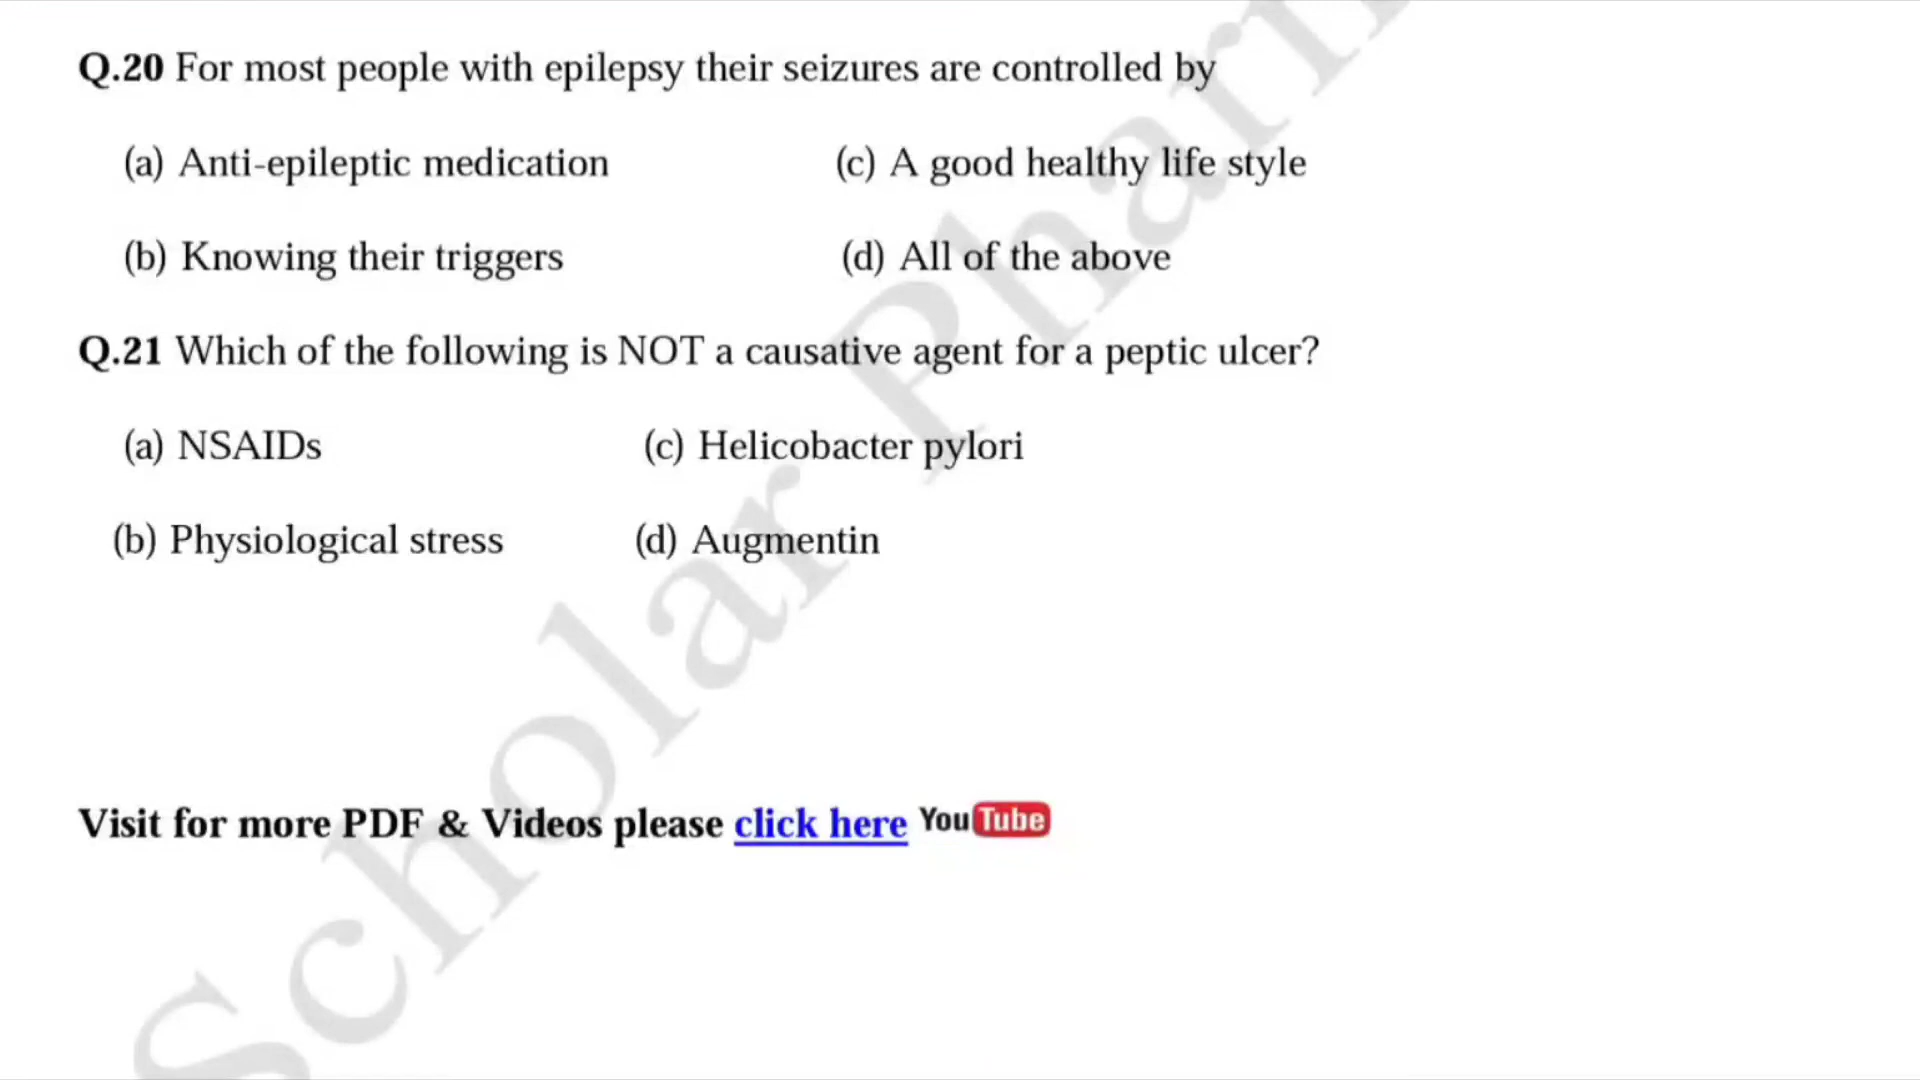 Q.20 For most people with epilepsy their seizures are controlled by
(a) Anti-epileptic medication (c) A good healthy life style
(b) Knowing their triggers (d) All of the above
Q.21 Which of the following is NOT a causative agent for a peptic ulcer?
(a) NSAIDs (c) Helicobacter pylori
(b) Physiological stress (d) Augmentin
Visit for more PDF & Videos please click here YouTube
Scholar Pharm